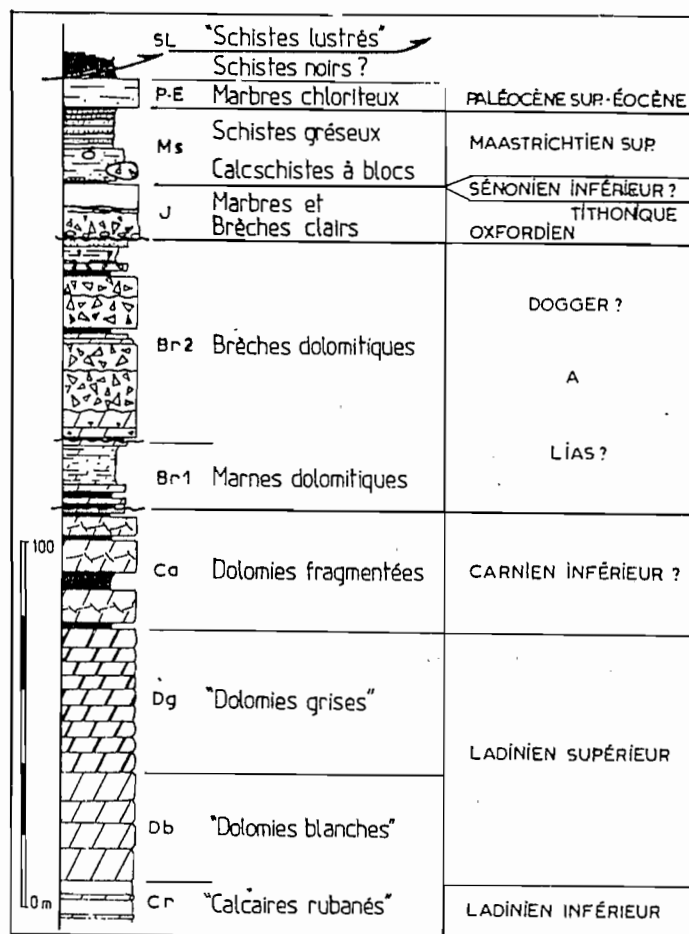 SL "Schistes lustrés"
Schistes noirs ?
P-E Marbres chloriteux PALÉOCÈNE SUP.-ÉOCÈNE
Ms Schistes gréseux MAASTRICHTIEN SUP.
Calcschistes à blocs
SÉNONIEN INFÉRIEUR ?
J Marbres et TITHONIQUE
Brèches clairs OXFORDIEN
DOGGER ?
Br2 Brèches dolomitiques A
LIAS ?
Br1 Marnes dolomitiques
100
Ca Dolomies fragmentées CARNIEN INFÉRIEUR ?
Dg "Dolomies grises"
LADINIEN SUPÉRIEUR
Db "Dolomies blanches"
0 m Cr "Calcaires rubanés" LADINIEN INFÉRIEUR